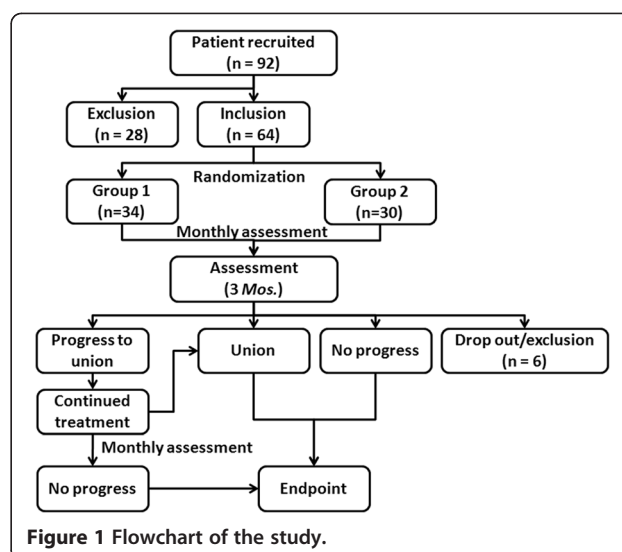 Patient recruited
(n = 92)
Exclusion
(n = 28)
Inclusion
(n = 64)
Randomization
Group 1
(n=34)
Group 2
(n=30)
Monthly assessment
Assessment
(3 Mos.)
Progress to
union
Union
No progress
Drop out/exclusion
(n = 6)
Continued
treatment
Monthly assessment
No progress
Endpoint
Figure 1 Flowchart of the study.